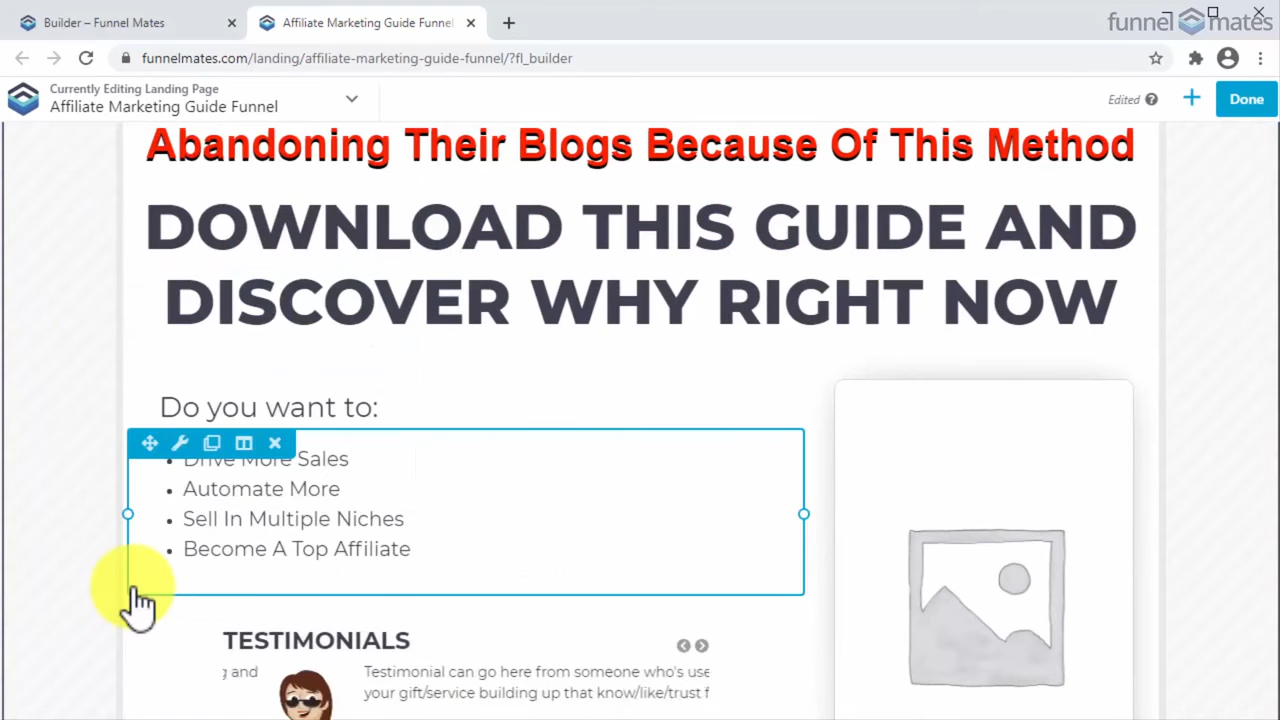 Builder – Funnel Mates
Affiliate Marketing Guide Funnel
funnel mates
funnelmates.com/landing/affiliate-marketing-guide-funnel/?fl_builder
Currently Editing Landing Page
Affiliate Marketing Guide Funnel
Edited
Done
Abandoning Their Blogs Because Of This Method
DOWNLOAD THIS GUIDE AND
DISCOVER WHY RIGHT NOW
Do you want to:
Drive More Sales
Automate More
Sell In Multiple Niches
Become A Top Affiliate
TESTIMONIALS
g and
Testimonial can go here from someone who's use
your gift/service building up that know/like/trust f